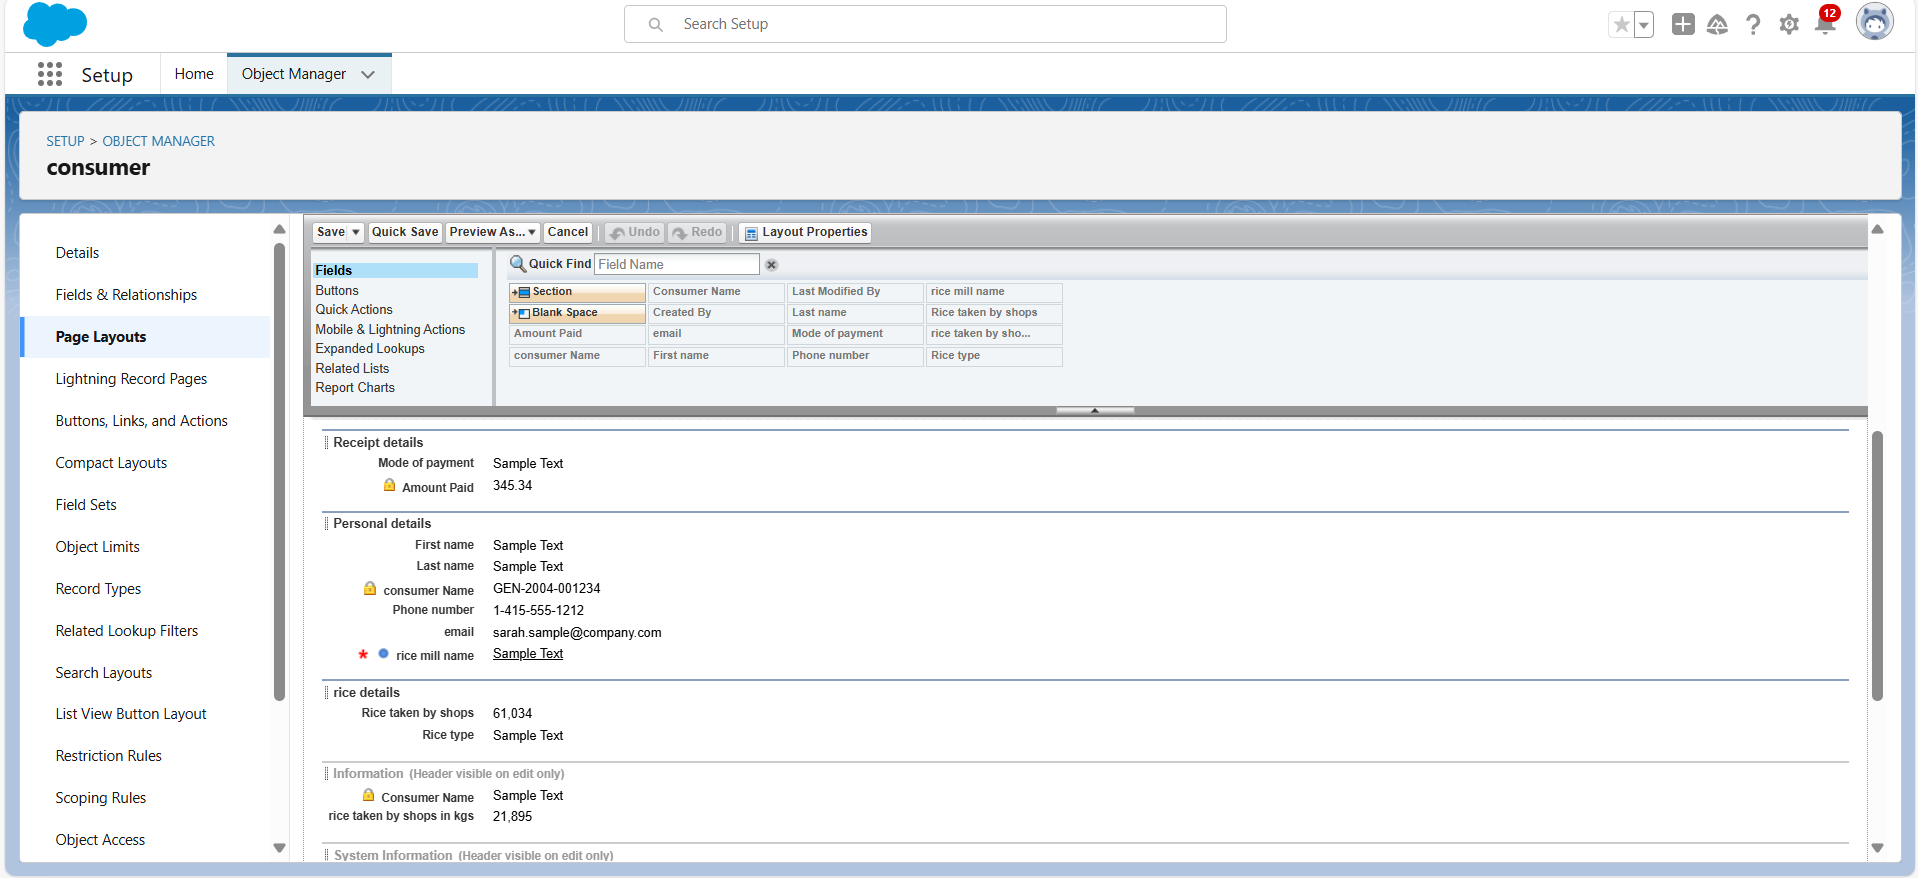 Search Setup
12
Setup
Home
Object Manager
SETUP > OBJECT MANAGER
consumer
Details
Fields & Relationships
Page Layouts
Lightning Record Pages
Buttons, Links, and Actions
Compact Layouts
Field Sets
Object Limits
Record Types
Related Lookup Filters
Search Layouts
List View Button Layout
Restriction Rules
Scoping Rules
Object Access
Save Quick Save Preview As... Cancel Undo Redo Layout Properties
Fields
Buttons
Quick Actions
Mobile & Lightning Actions
Expanded Lookups
Related Lists
Report Charts
Quick Find Field Name
Section Consumer Name Last Modified By rice mill name
Blank Space Created By Last name Rice taken by shops
Amount Paid email Mode of payment rice taken by sho...
consumer Name First name Phone number Rice type
Receipt details
Mode of payment Sample Text
Amount Paid 345.34
Personal details
First name Sample Text
Last name Sample Text
consumer Name GEN-2004-001234
Phone number 1-415-555-1212
email sarah.sample@company.com
* rice mill name Sample Text
rice details
Rice taken by shops 61,034
Rice type Sample Text
Information (Header visible on edit only)
Consumer Name Sample Text
rice taken by shops in kgs 21,895
System Information (Header visible on edit only)